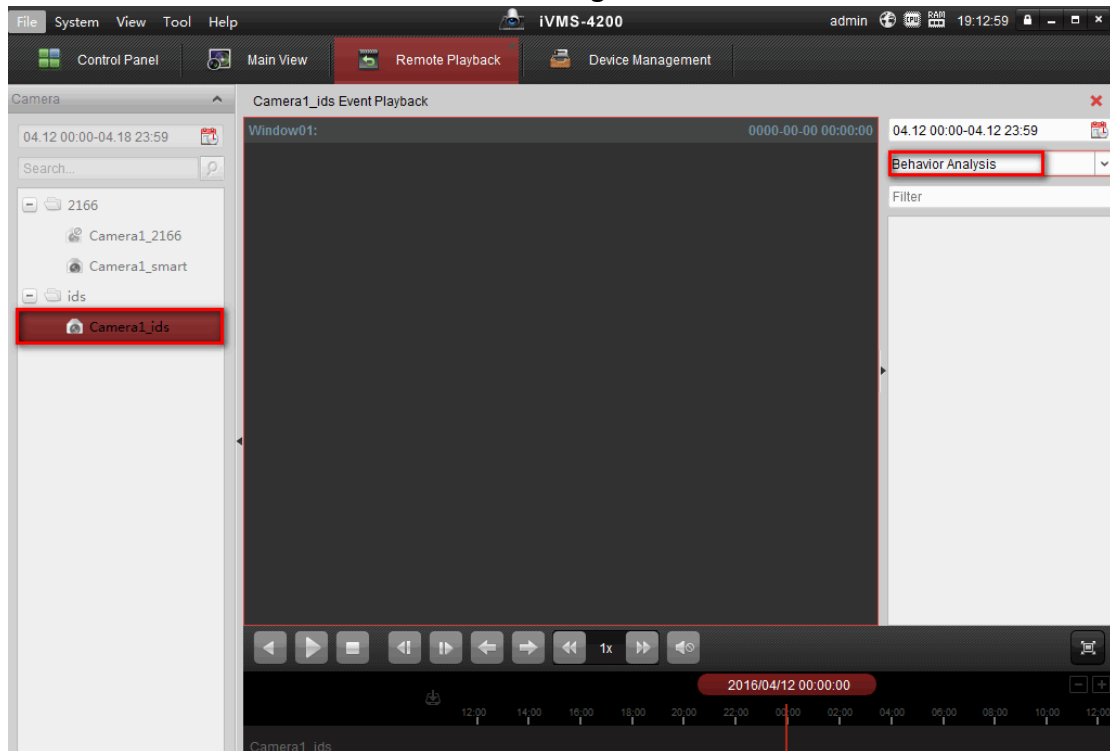 File System View Tool Help iVMS-4200 admin CPU RAM 19:12:59
Control Panel Main View Remote Playback Device Management
Camera
Camera1_ids Event Playback
04.12 00:00-04.18 23:59
Window01: 0000-00-00 00:00:00
04.12 00:00-04.12 23:59
Search...
Behavior Analysis
Filter
2166
Camera1_2166
Camera1_smart
ids
Camera1_ids
1x
2016/04/12 00:00:00
12:00 14:00 16:00 18:00 20:00 22:00 00:00 02:00 04:00 06:00 08:00 10:00 12:00
Camera1_ids